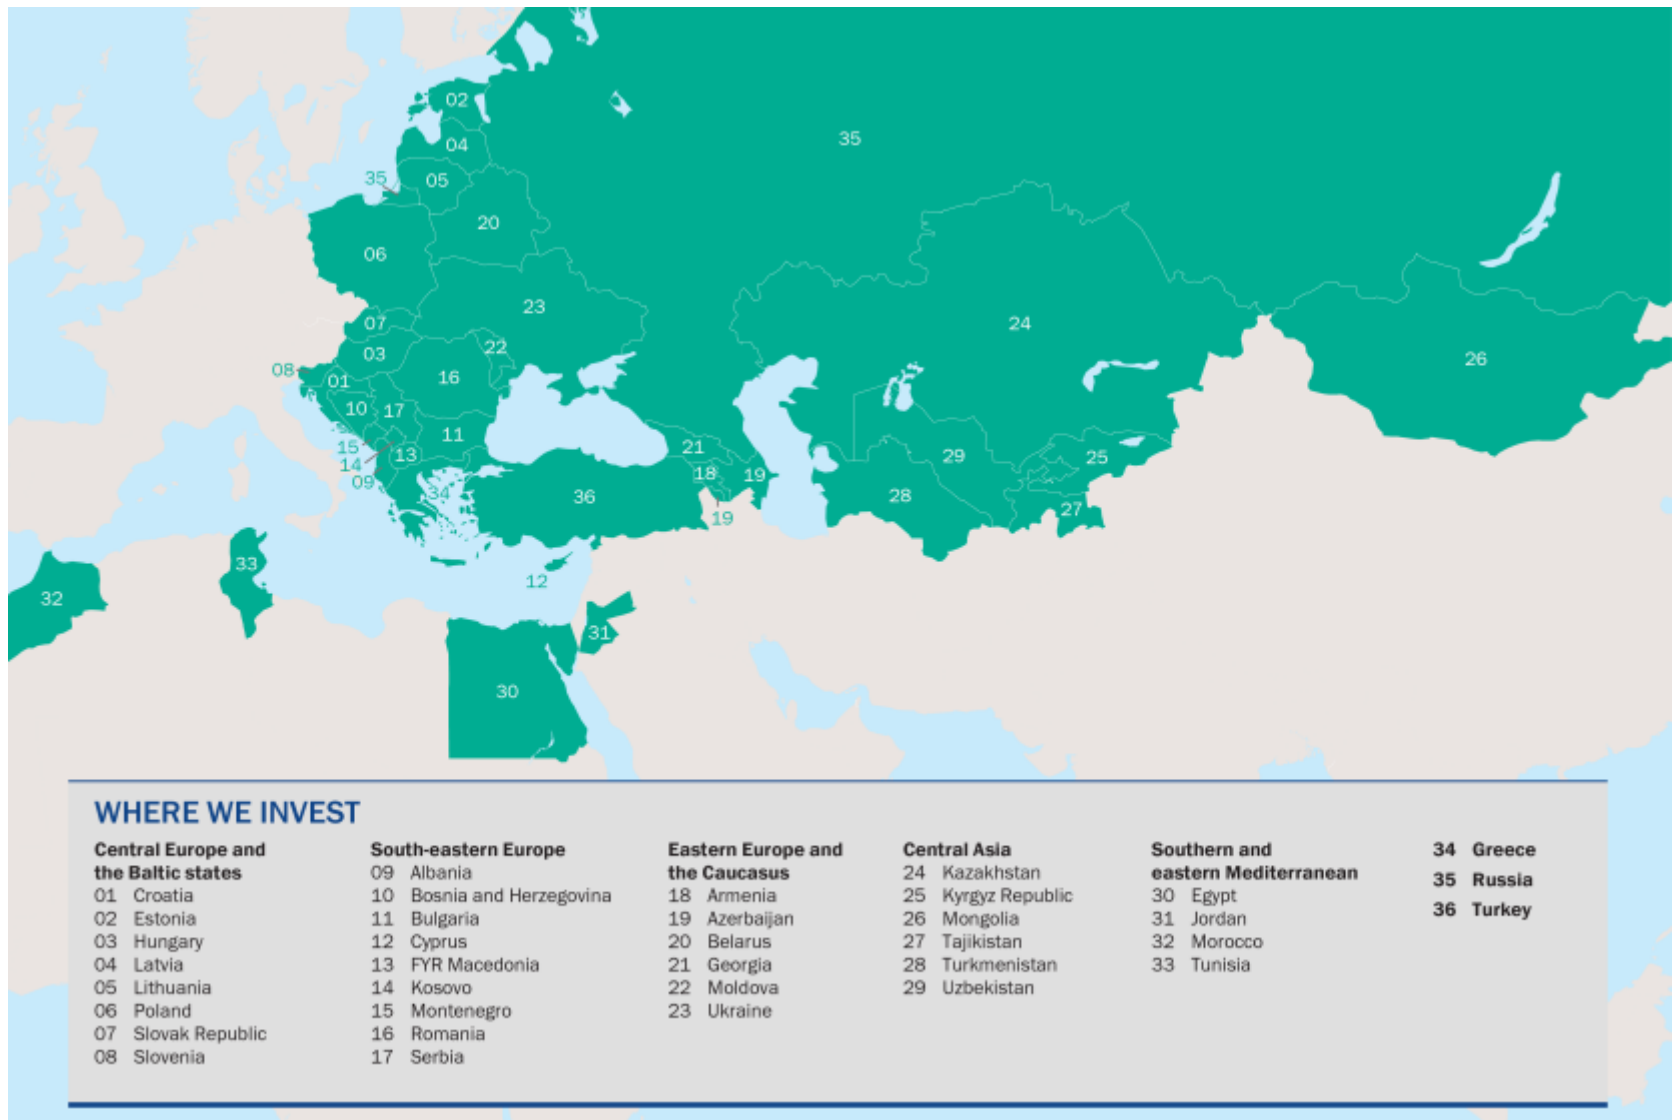 02
04
35
35
05
20
06
23
07
24
22
03
26
08
16
01
10
17
11
15
21
13
29
25
14
18
19
09
34
36
28
27
19
33
12
32
31
30
WHERE WE INVEST
Central Europe and
the Baltic states
01 Croatia
02 Estonia
03 Hungary
04 Latvia
05 Lithuania
06 Poland
07 Slovak Republic
08 Slovenia
South-eastern Europe
09 Albania
10 Bosnia and Herzegovina
11 Bulgaria
12 Cyprus
13 FYR Macedonia
14 Kosovo
15 Montenegro
16 Romania
17 Serbia
Eastern Europe and
the Caucasus
18 Armenia
19 Azerbaijan
20 Belarus
21 Georgia
22 Moldova
23 Ukraine
Central Asia
24 Kazakhstan
25 Kyrgyz Republic
26 Mongolia
27 Tajikistan
28 Turkmenistan
29 Uzbekistan
Southern and
eastern Mediterranean
30 Egypt
31 Jordan
32 Morocco
33 Tunisia
34 Greece
35 Russia
36 Turkey